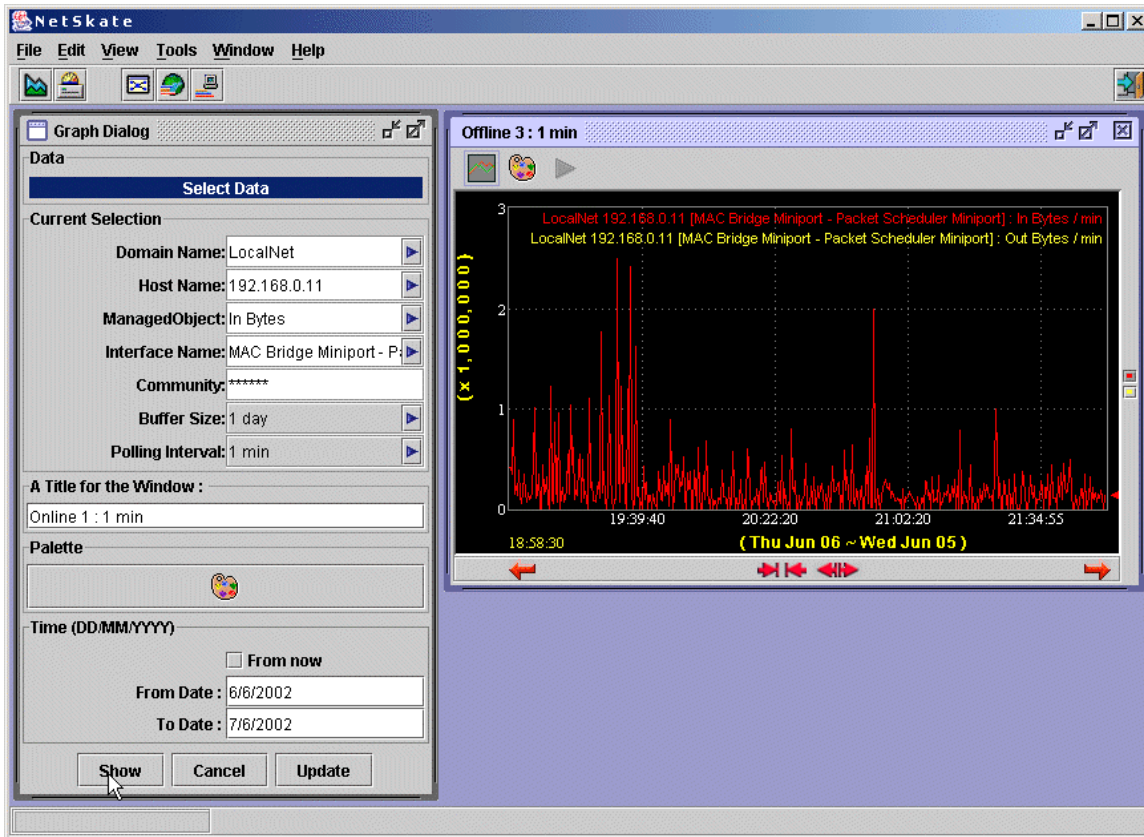 NetSkate
File Edit View Tools Window Help
Graph Dialog
Data
Select Data
Current Selection
Domain Name: LocalNet
Host Name: 192.168.0.11
ManagedObject: In Bytes
Interface Name: MAC Bridge Miniport - Pa
Community: ******
Buffer Size: 1 day
Polling Interval: 1 min
A Title for the Window :
Online 1 : 1 min
Palette
Time (DD/MM/YYYY)
From now
From Date : 6/6/2002
To Date : 7/6/2002
Show Cancel Update
Offline 3 : 1 min
LocalNet 192.168.0.11 [MAC Bridge Miniport - Packet Scheduler Miniport] : In Bytes / min
LocalNet 192.168.0.11 [MAC Bridge Miniport - Packet Scheduler Miniport] : Out Bytes / min
(x 1,000,000)
3
2
1
0
19:39:40 20:22:20 21:02:20 21:34:55
18:58:30 (Thu Jun 06 ~ Wed Jun 05)